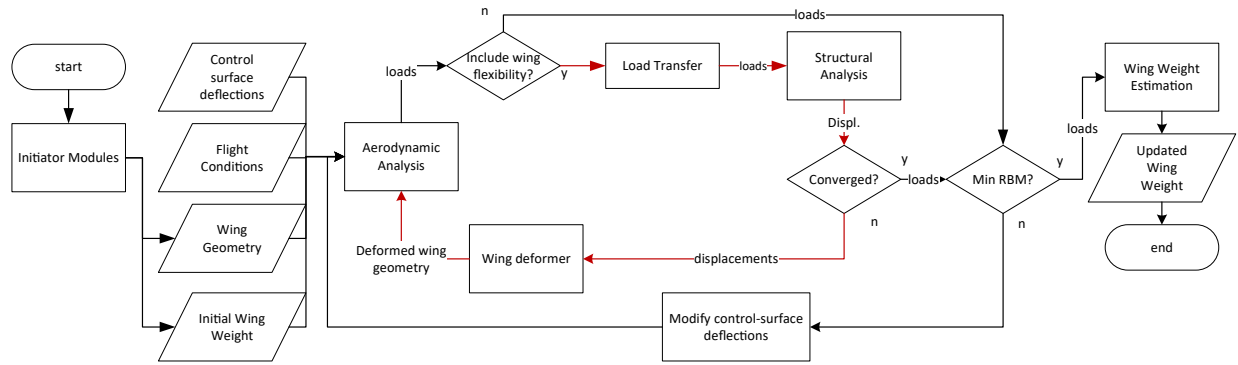 start
Initiator Modules
Control
surface
deflections
Flight
Conditions
Wing
Geometry
Initial Wing
Weight
Aerodynamic
Analysis
loads
n
Include wing
flexibility?
y
Load Transfer
loads
Structural
Analysis
loads
Displ.
Converged?
y
loads
n
displacements
Wing deformer
Deformed wing
geometry
Min RBM?
y
n
Modify control-surface
deflections
loads
Wing Weight
Estimation
Updated
Wing
Weight
end